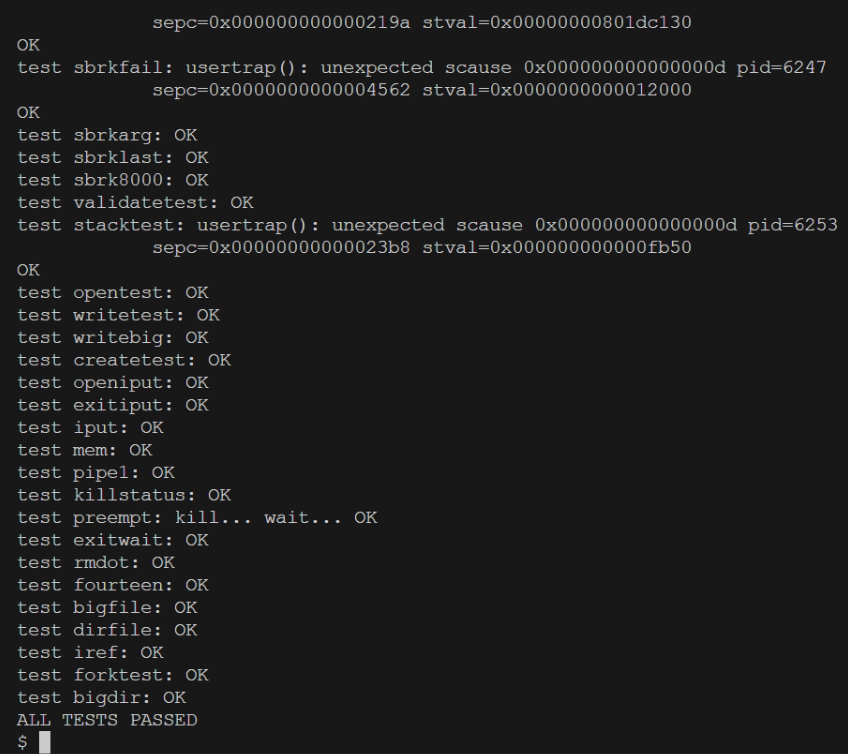 sepc=0x000000000000219a stval=0x00000000801dc130
OK
test sbrkfail: usertrap(): unexpected scause 0x000000000000000d pid=6247
sepc=0x0000000000004562 stval=0x0000000000012000
OK
test sbrkarg: OK
test sbrklast: OK
test sbrk8000: OK
test validatetest: OK
test stacktest: usertrap(): unexpected scause 0x000000000000000d pid=6253
sepc=0x00000000000023b8 stval=0x000000000000fb50
OK
test opentest: OK
test writetest: OK
test writebig: OK
test createtest: OK
test openiput: OK
test exitiput: OK
test iput: OK
test mem: OK
test pipe1: OK
test killstatus: OK
test preempt: kill... wait... OK
test exitwait: OK
test rmdot: OK
test fourteen: OK
test bigfile: OK
test dirfile: OK
test iref: OK
test forktest: OK
test bigdir: OK
ALL TESTS PASSED
$